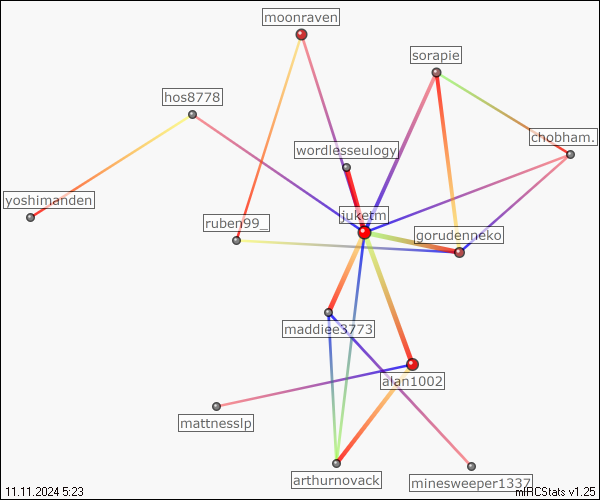 moonraven
sorapie
hos8778
chobham.
wordlesseulogy
yoshimanden
juketm
ruben99_
gorudenneko
maddiee3773
alan1002
mattnesslp
arthurnovack
minesweeper1337
11.11.2024 5:23
mIRCStats v1.25